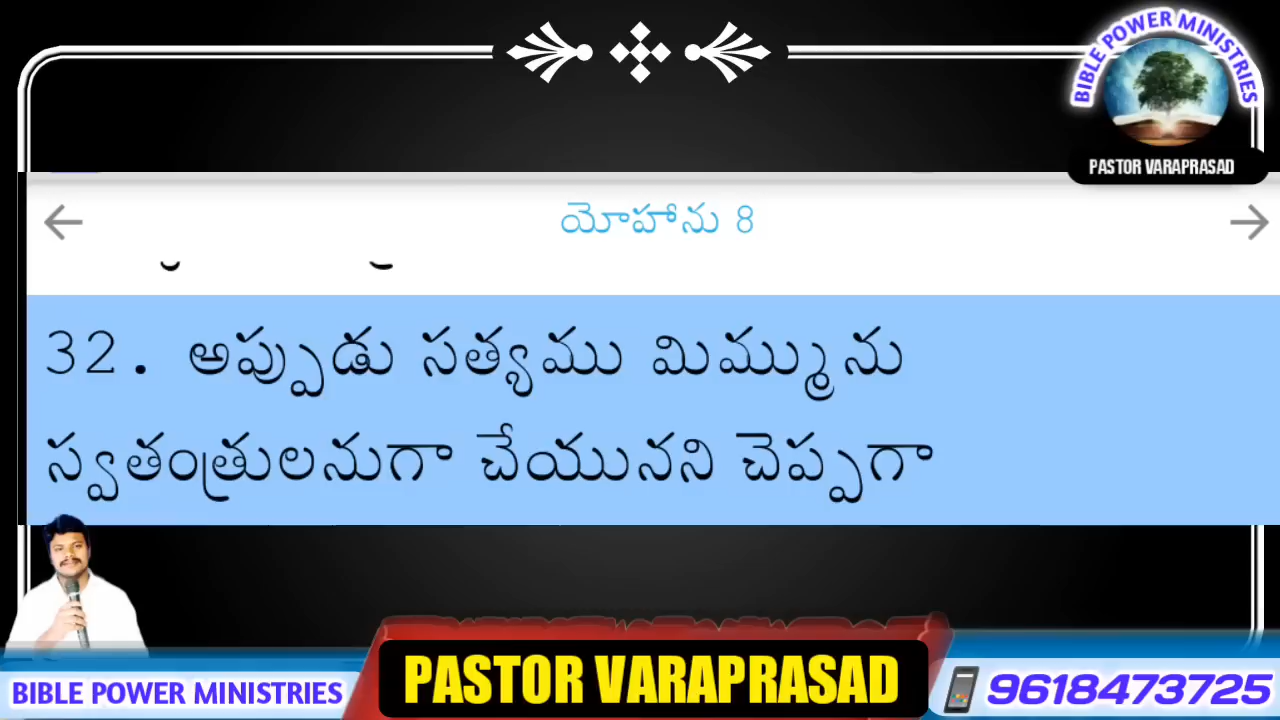 BIBLE POWER MINISTRIES
PASTOR VARAPRASAD
యోహాను 8
32. అప్పుడు సత్యము మిమ్మును
స్వతంత్రులనుగా చేయునని చెప్పగా
BIBLE POWER MINISTRIES
PASTOR VARAPRASAD
9618473725